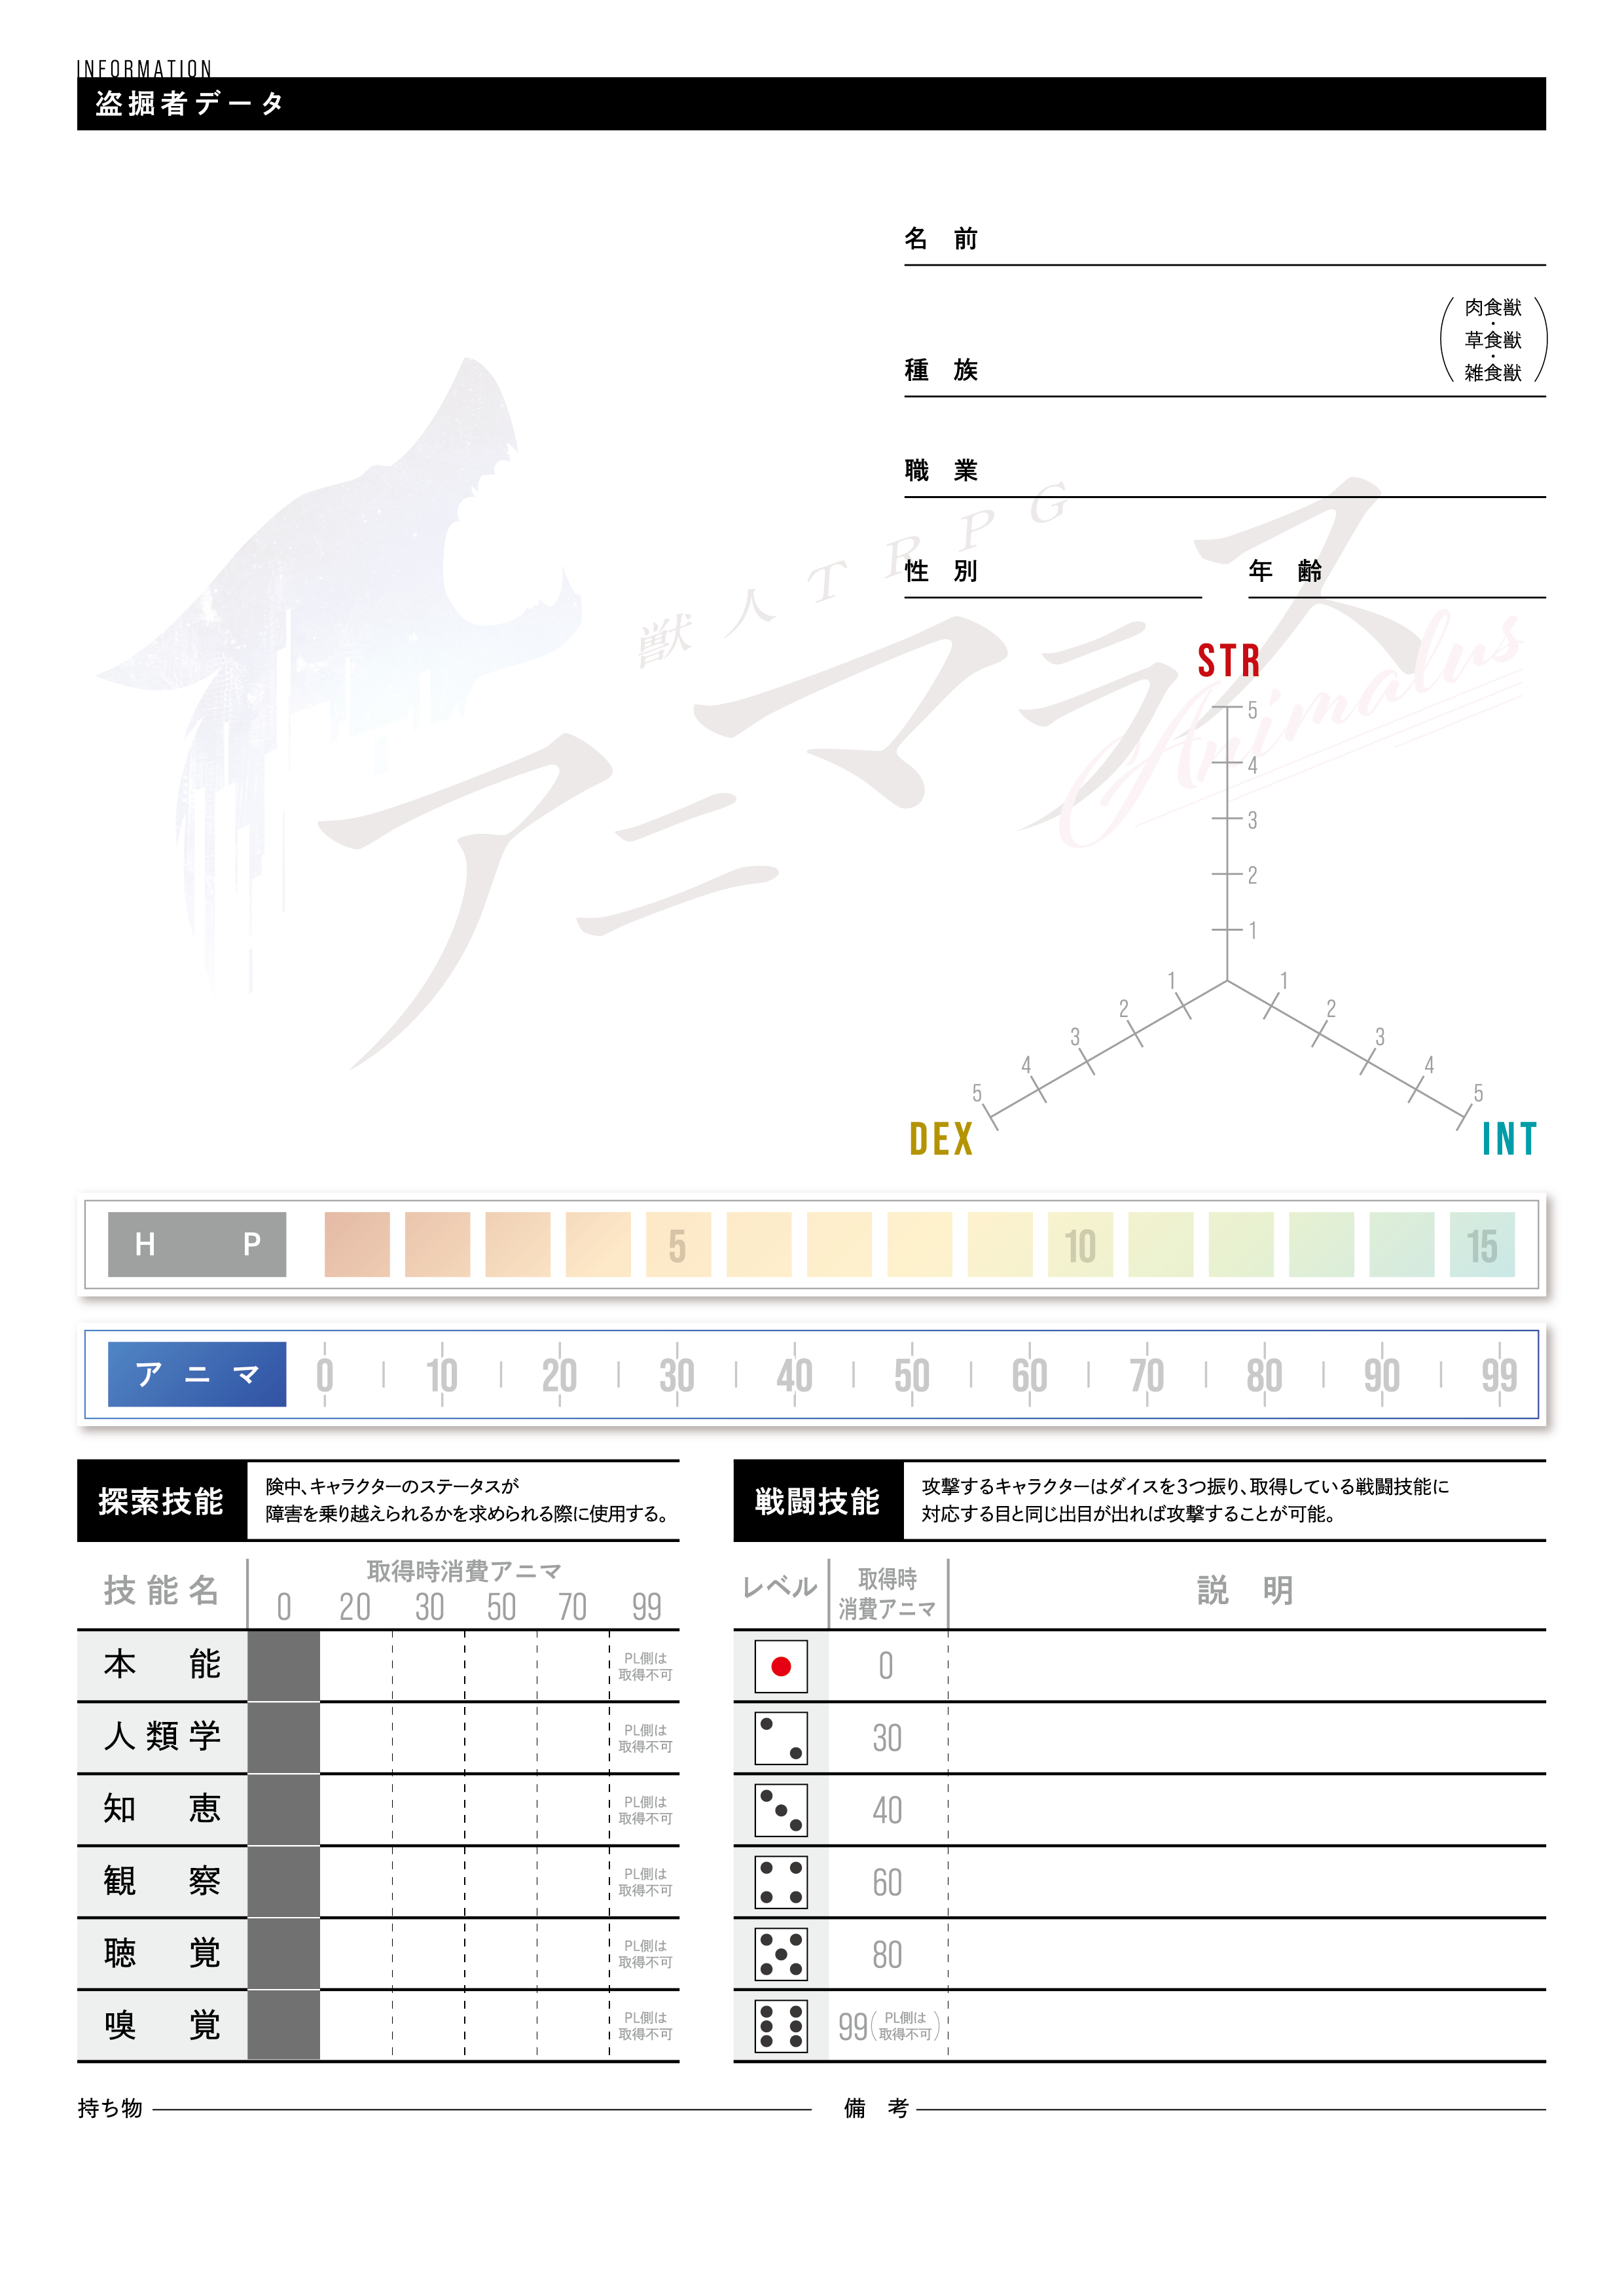 INFORMATION
盗掘者データ
名 前
肉食獣
・
草食獣
・
雑食獣
種 族
職 業
性 別
年 齢
獣人TRPG
アニマラス
Animalus
STR
5
4
3
2
1
1
2
3
4
5
1
2
3
4
5
DEX
INT
H P
5
10
15
アニマ
0
10
20
30
40
50
60
70
80
90
99
探索技能
険中、キャラクターのステータスが
障害を乗り越えられるかを求められる際に使用する。
技能名
取得時消費アニマ
0 20 30 50 70 99
本 能
PL側は
取得不可
人類学
PL側は
取得不可
知 恵
PL側は
取得不可
観 察
PL側は
取得不可
聴 覚
PL側は
取得不可
嗅 覚
PL側は
取得不可
戦闘技能
攻撃するキャラクターはダイスを3つ振り、取得している戦闘技能に
対応する目と同じ出目が出れば攻撃することが可能。
レベル
取得時
消費アニマ
説 明
0
30
40
60
80
99(PL側は
取得不可)
持ち物
備 考